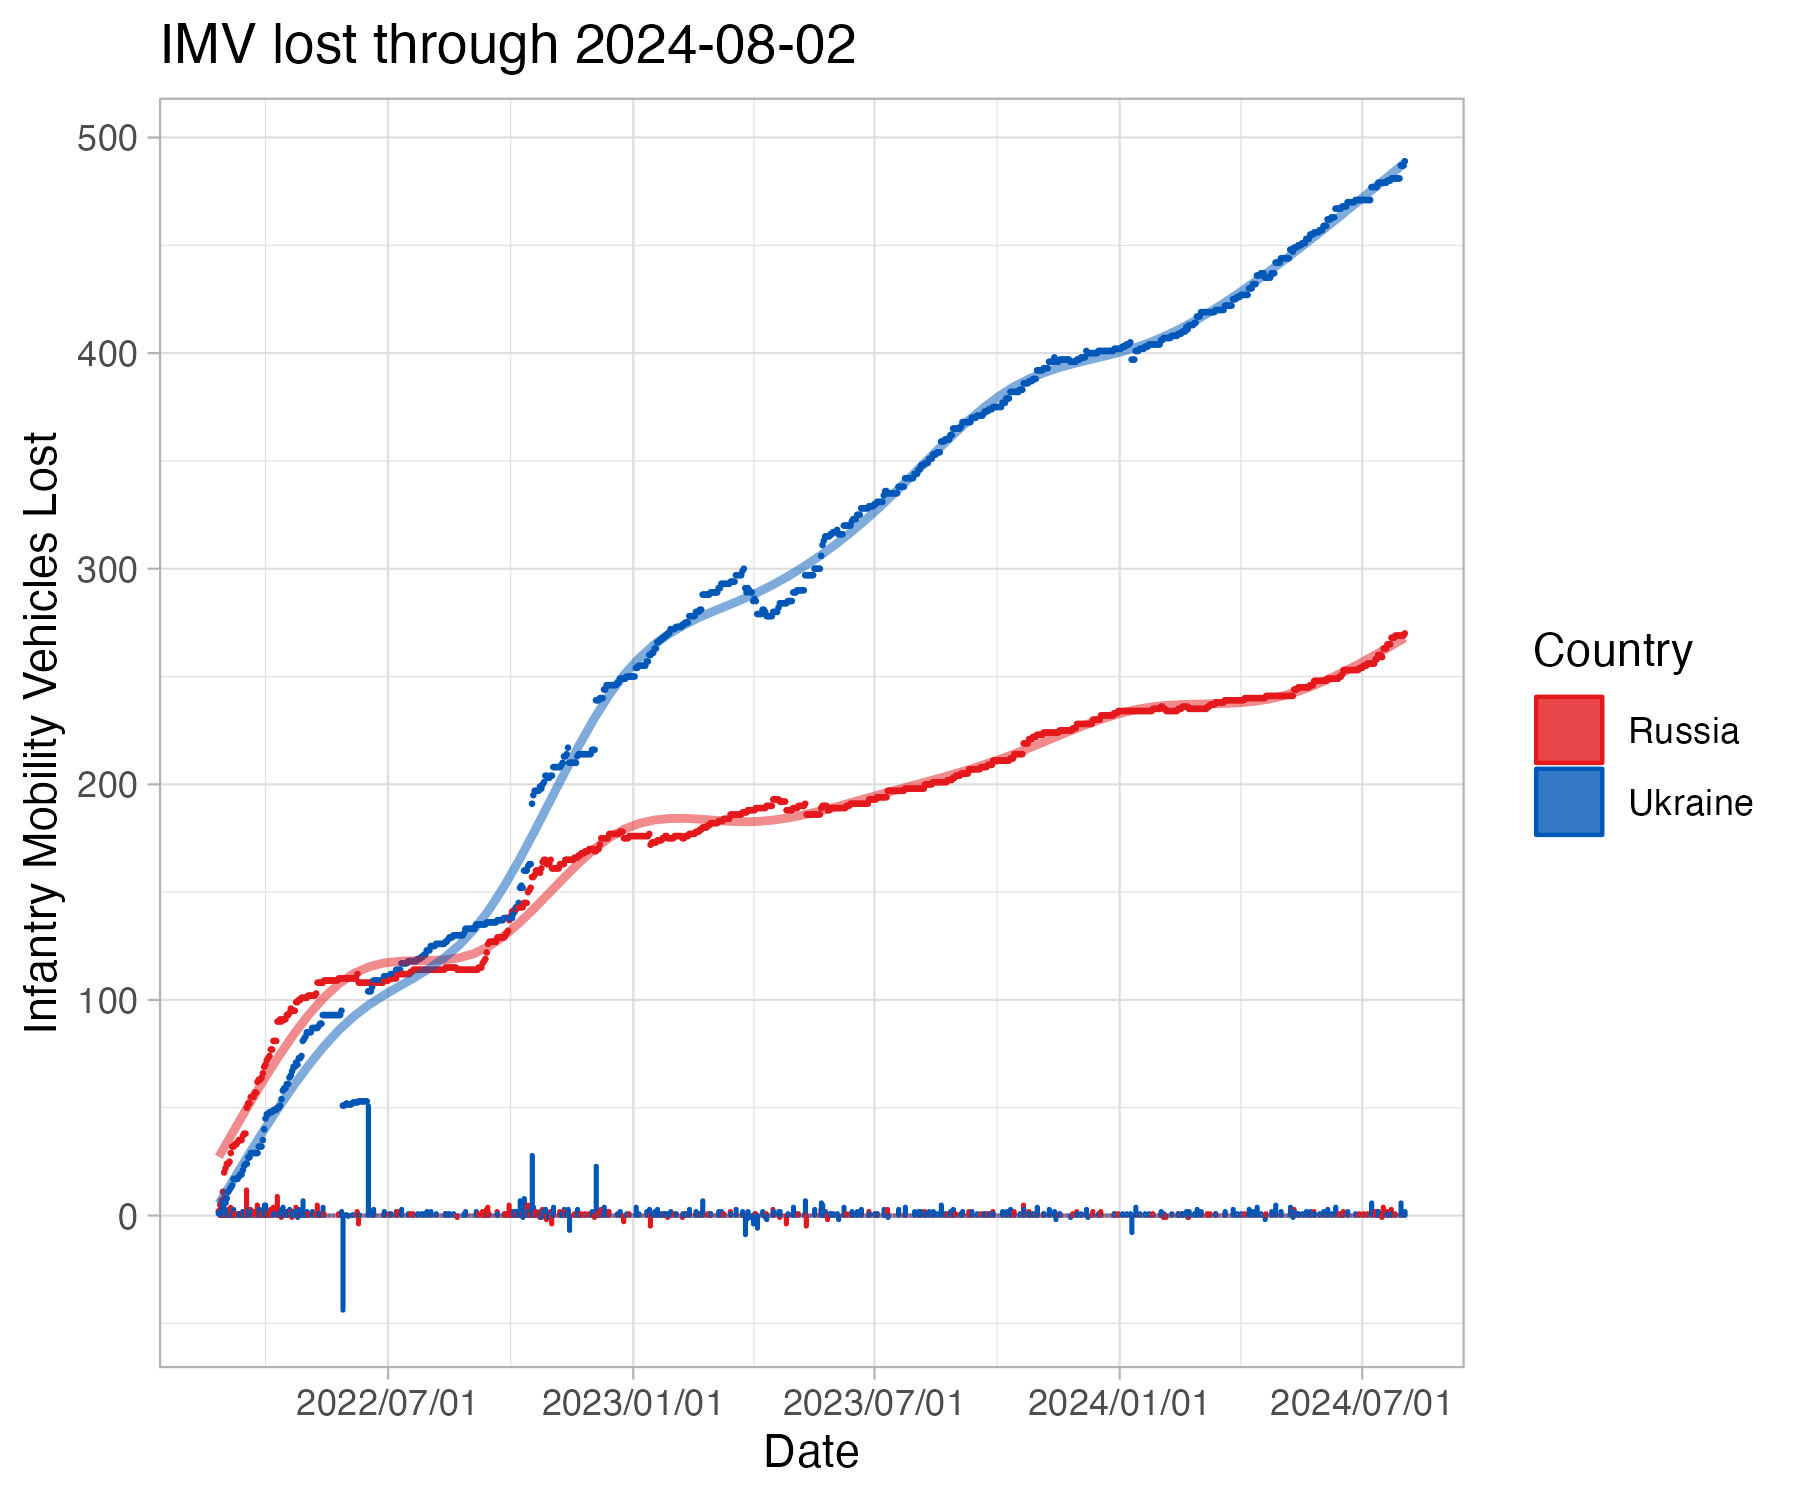 IMV lost through 2024-08-02
Infantry Mobility Vehicles Lost
500
400
300
200
100
0
2022/07/01
2023/01/01
2023/07/01
2024/01/01
2024/07/01
Date
Country
Russia
Ukraine